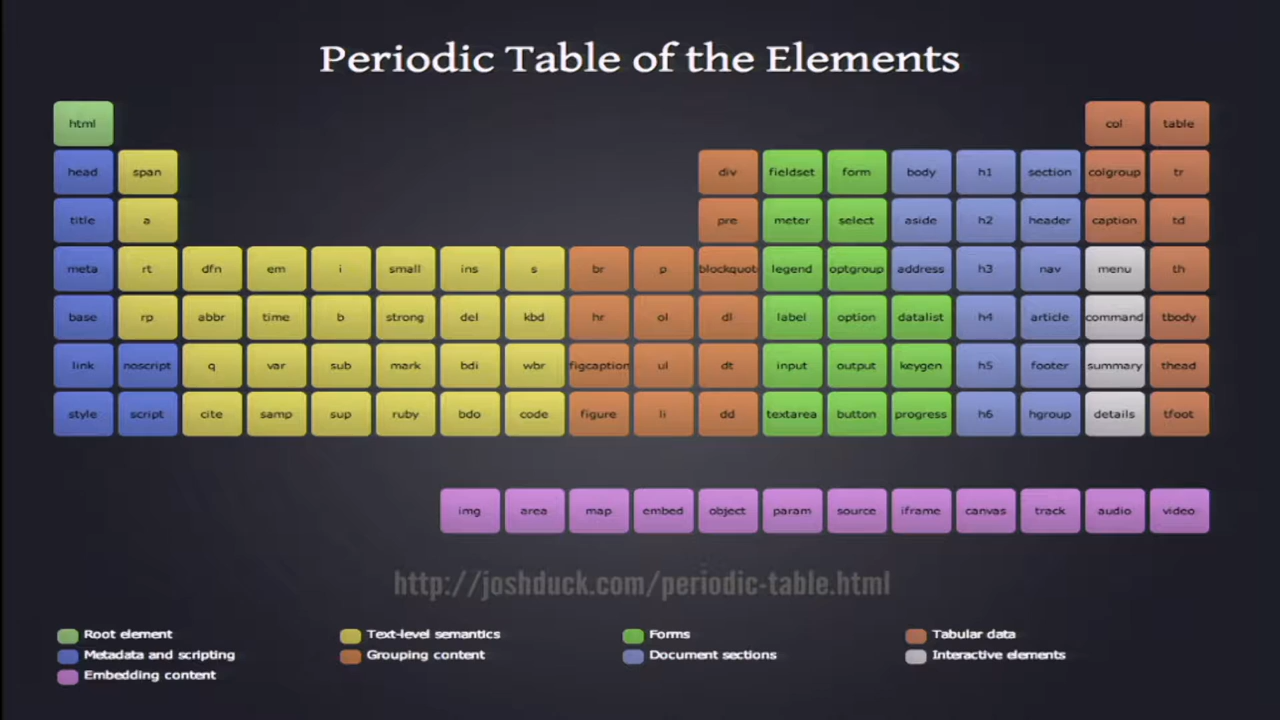 Periodic Table of the Elements
html col table
head span div fieldset form body h1 section colgroup tr
title a pre meter select aside h2 header caption td
meta rt dfn em i small ins s br p blockquot legend optgroup address h3 nav menu th
base rp abbr time b strong del kbd hr ol dl label option datalist h4 article command tbody
link noscript q var sub mark bdi wbr figcaption ul dt input output keygen h5 footer summary thead
style script cite samp sup ruby bdo code figure li dd textarea button progress h6 hgroup details tfoot
img area map embed object param source iframe canvas track audio video
http://joshduck.com/periodic-table.html
Root element Text-level semantics Forms Tabular data
Metadata and scripting Grouping content Document sections Interactive elements
Embedding content